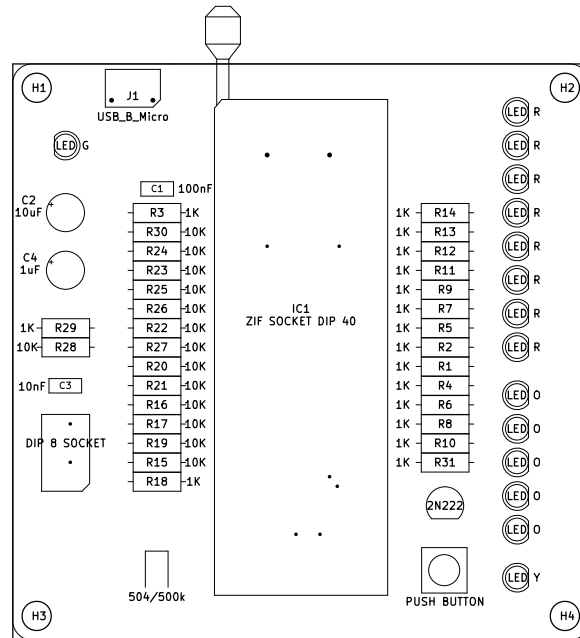 H1
J1
USB_B_Micro
H2
LED R
LED G
LED R
LED R
C1 100nF
C2
10uF
LED R
R3 1K
1K R14
R30 10K
1K R13
LED R
R24 10K
1K R12
C4
1uF
R23 10K
1K R11
LED R
R25 10K
1K R9
R26 10K
IC1
1K R7
LED R
ZIF SOCKET DIP 40
1K R29
R22 10K
1K R5
10K R28
R27 10K
1K R2
LED R
R20 10K
1K R1
10nF C3
R21 10K
1K R4
LED O
R16 10K
1K R6
R17 10K
1K R8
LED O
DIP 8 SOCKET
R19 10K
1K R10
R15 10K
1K R31
LED O
R18 1K
LED O
2N222
LED O
LED Y
504/500k
PUSH BUTTON
H3
H4